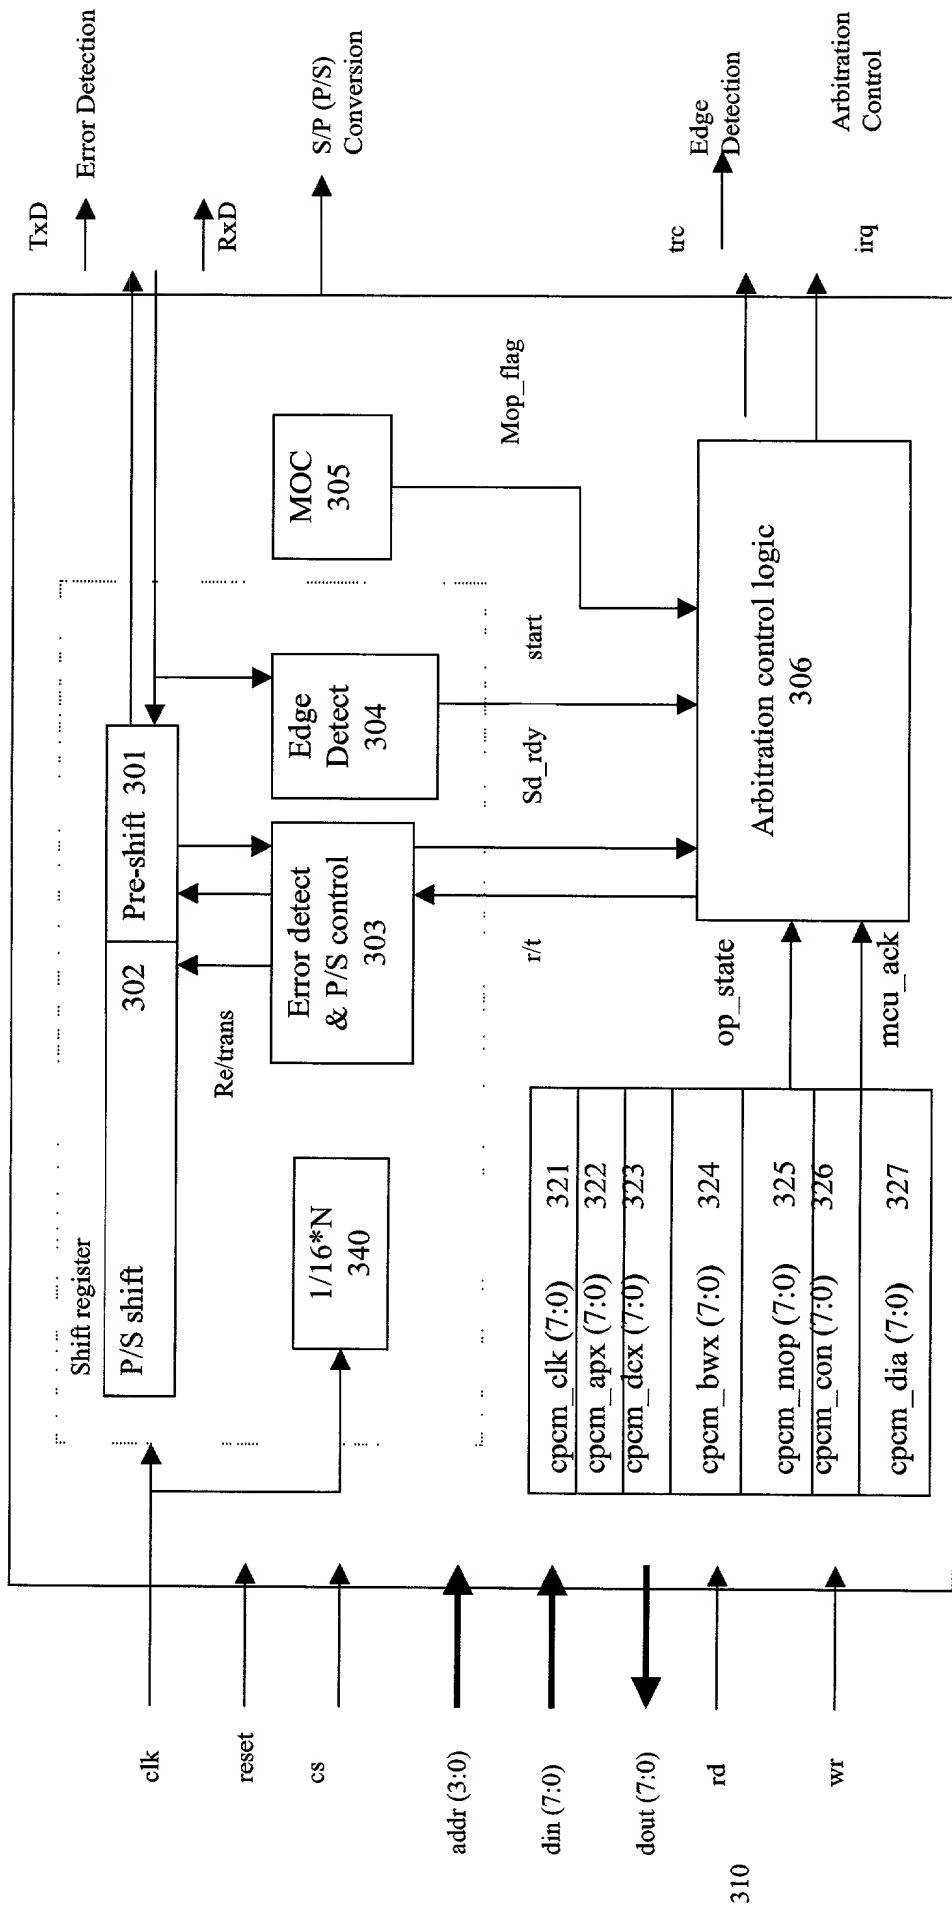 clk
reset
cs
addr (3:0)
din (7:0)
dout (7:0)
rd
310
wr
Shift register
P/S shift
302
Pre-shift 301
Re/trans
1/16*N
340
Error detect
& P/S control
303
Edge
Detect
304
MOC
305
r/t
Sd_rdy
start
Mop_flag
cpcm_clk (7:0) 321
cpcm_apx (7:0) 322
cpcm_dcx (7:0) 323
cpcm_bwx (7:0) 324
cpcm_mop (7:0) 325
cpcm_con (7:0) 326
cpcm_dia (7:0) 327
op_state
mcu_ack
Arbitration control logic
306
TxD
Error Detection
RxD
S/P (P/S)
Conversion
trc
Edge
Detection
irq
Arbitration
Control